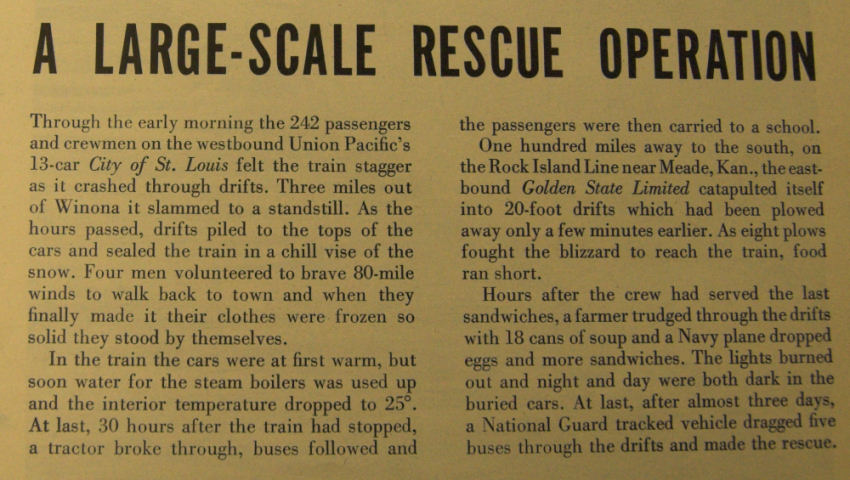 A LARGE-SCALE RESCUE OPERATION
Through the early morning the 242 passengers
and crewmen on the westbound Union Pacific's
13-car City of St. Louis felt the train stagger
as it crashed through drifts. Three miles out
of Winona it slammed to a standstill. As the
hours passed, drifts piled to the tops of the
cars and sealed the train in a chill vise of the
snow. Four men volunteered to brave 80-mile
winds to walk back to town and when they
finally made it their clothes were frozen so
solid they stood by themselves.
In the train the cars were at first warm, but
soon water for the steam boilers was used up
and the interior temperature dropped to 25°.
At last, 30 hours after the train had stopped,
a tractor broke through, buses followed and
the passengers were then carried to a school.
One hundred miles away to the south, on
the Rock Island Line near Meade, Kan., the east-
bound Golden State Limited catapulted itself
into 20-foot drifts which had been plowed
away only a few minutes earlier. As eight plows
fought the blizzard to reach the train, food
ran short.
Hours after the crew had served the last
sandwiches, a farmer trudged through the drifts
with 18 cans of soup and a Navy plane dropped
eggs and more sandwiches. The lights burned
out and night and day were both dark in the
buried cars. At last, after almost three days,
a National Guard tracked vehicle dragged five
buses through the drifts and made the rescue.